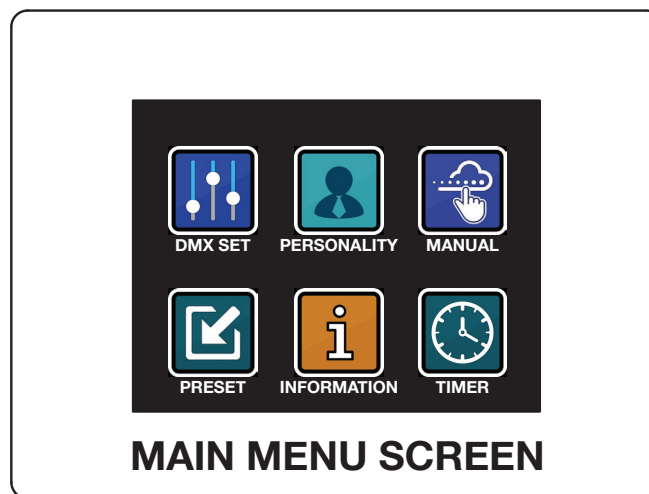 DMX SET PERSONALITY MANUAL
PRESET INFORMATION TIMER
MAIN MENU SCREEN